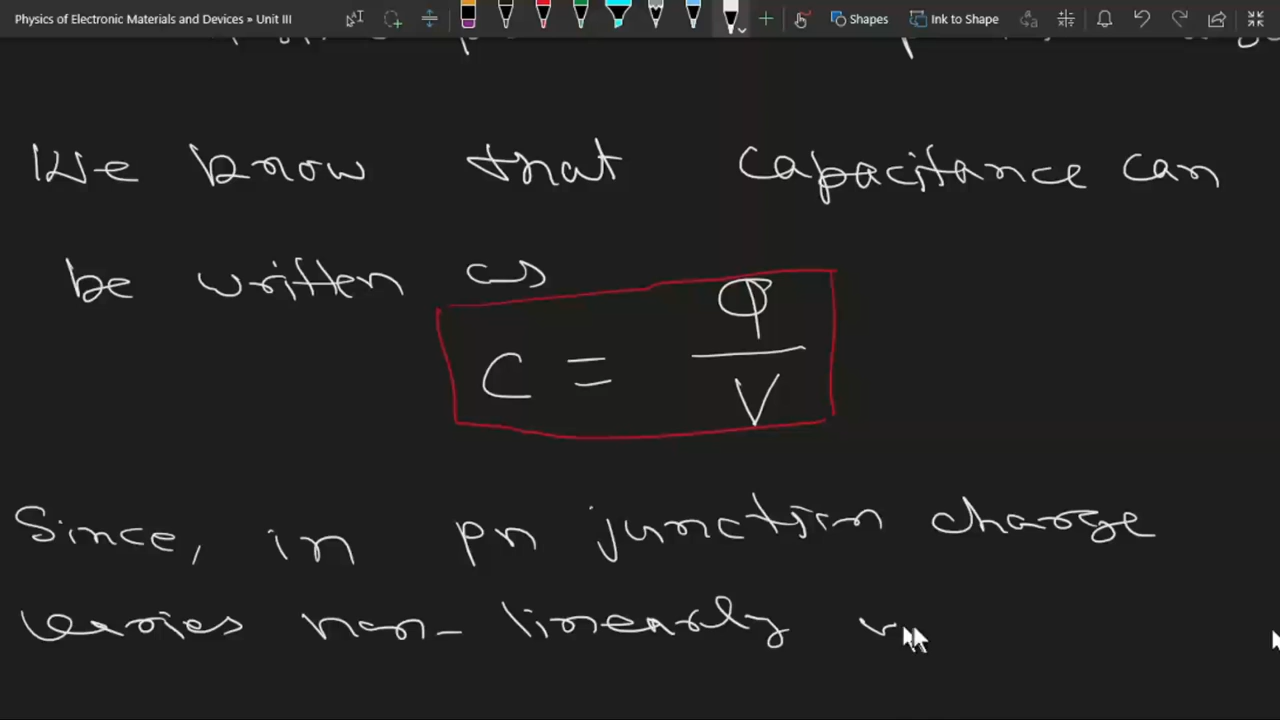 Physics of Electronic Materials and Devices » Unit III
Shapes
Ink to Shape
We know that capacitance can
be written as
C = Q
V
Since, in pn junction charge
varies non-linearly